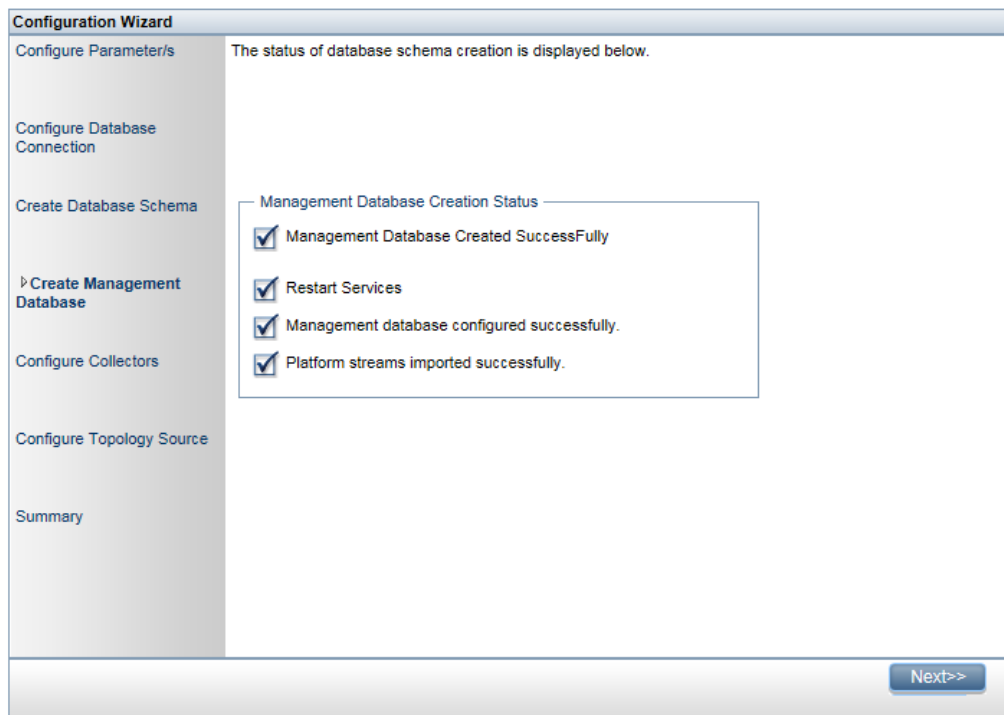 Configuration Wizard
Configure Parameter/s
Configure Database
Connection
Create Database Schema
Create Management
Database
Configure Collectors
Configure Topology Source
Summary
The status of database schema creation is displayed below.
Management Database Creation Status
Management Database Created SuccessFully
Restart Services
Management database configured successfully.
Platform streams imported successfully.
Next>>